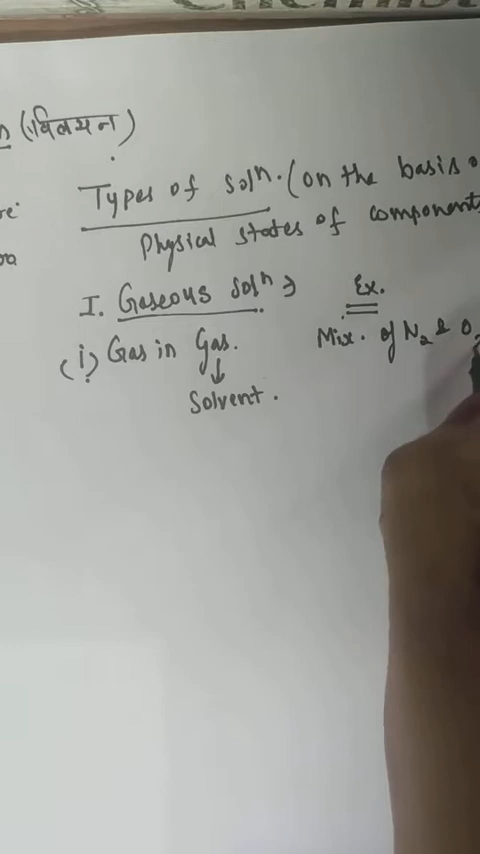 (विलयन)
Types of solⁿ. (on the basis
Physical states of component
I. Gaseous solⁿ
Ex.
(i) Gas in Gas.
Mix. of N₂ & O₂
↓
Solvent.